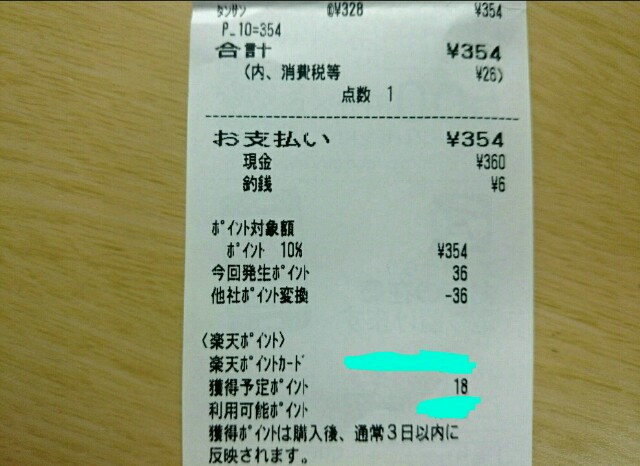 ﾀﾝｻﾝ @¥328 ¥354
P_10=354
合計 ¥354
(内、消費税等 ¥26)
点数 1
お支払い ¥354
現金 ¥360
釣銭 ¥6
ﾎﾟｲﾝﾄ対象額
ﾎﾟｲﾝﾄ 10% ¥354
今回発生ﾎﾟｲﾝﾄ 36
他社ﾎﾟｲﾝﾄ変換 -36
〈楽天ﾎﾟｲﾝﾄ〉
楽天ﾎﾟｲﾝﾄｶｰﾄﾞ
獲得予定ﾎﾟｲﾝﾄ 18
利用可能ﾎﾟｲﾝﾄ
獲得ﾎﾟｲﾝﾄは購入後、通常3日以内に
反映されます。